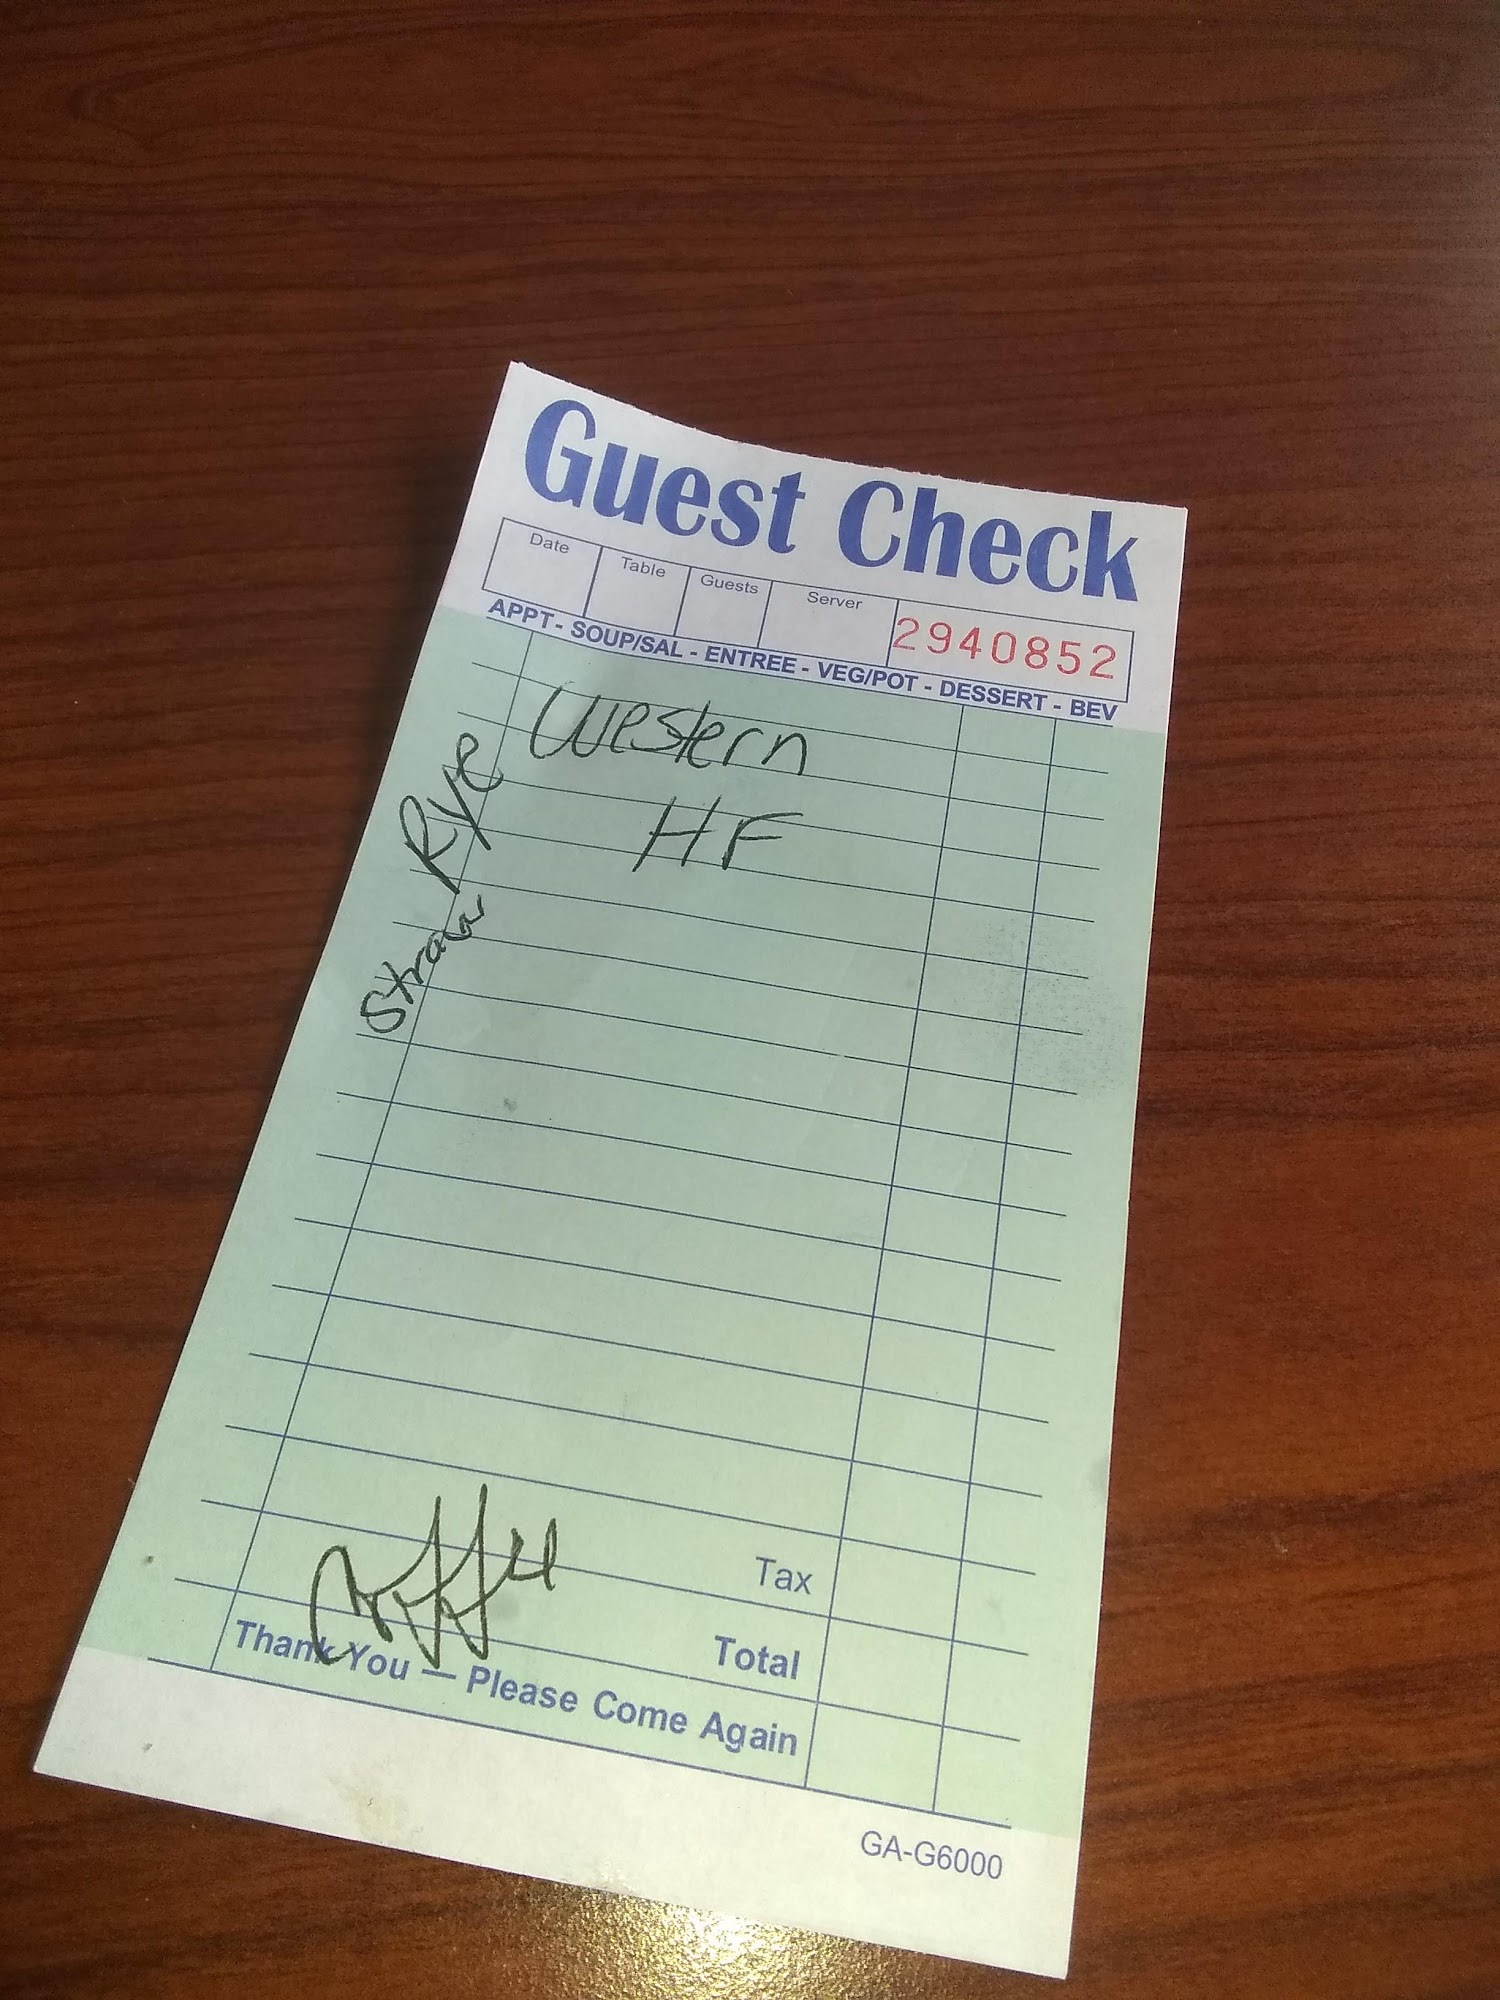 Guest Check
Date Table Guests Server 2940852
APPT - SOUP/SAL - ENTREE - VEG/POT - DESSERT - BEV
Western
HF
Rye
Straw
Coffee
Tax
Total
Thank You — Please Come Again
GA-G6000